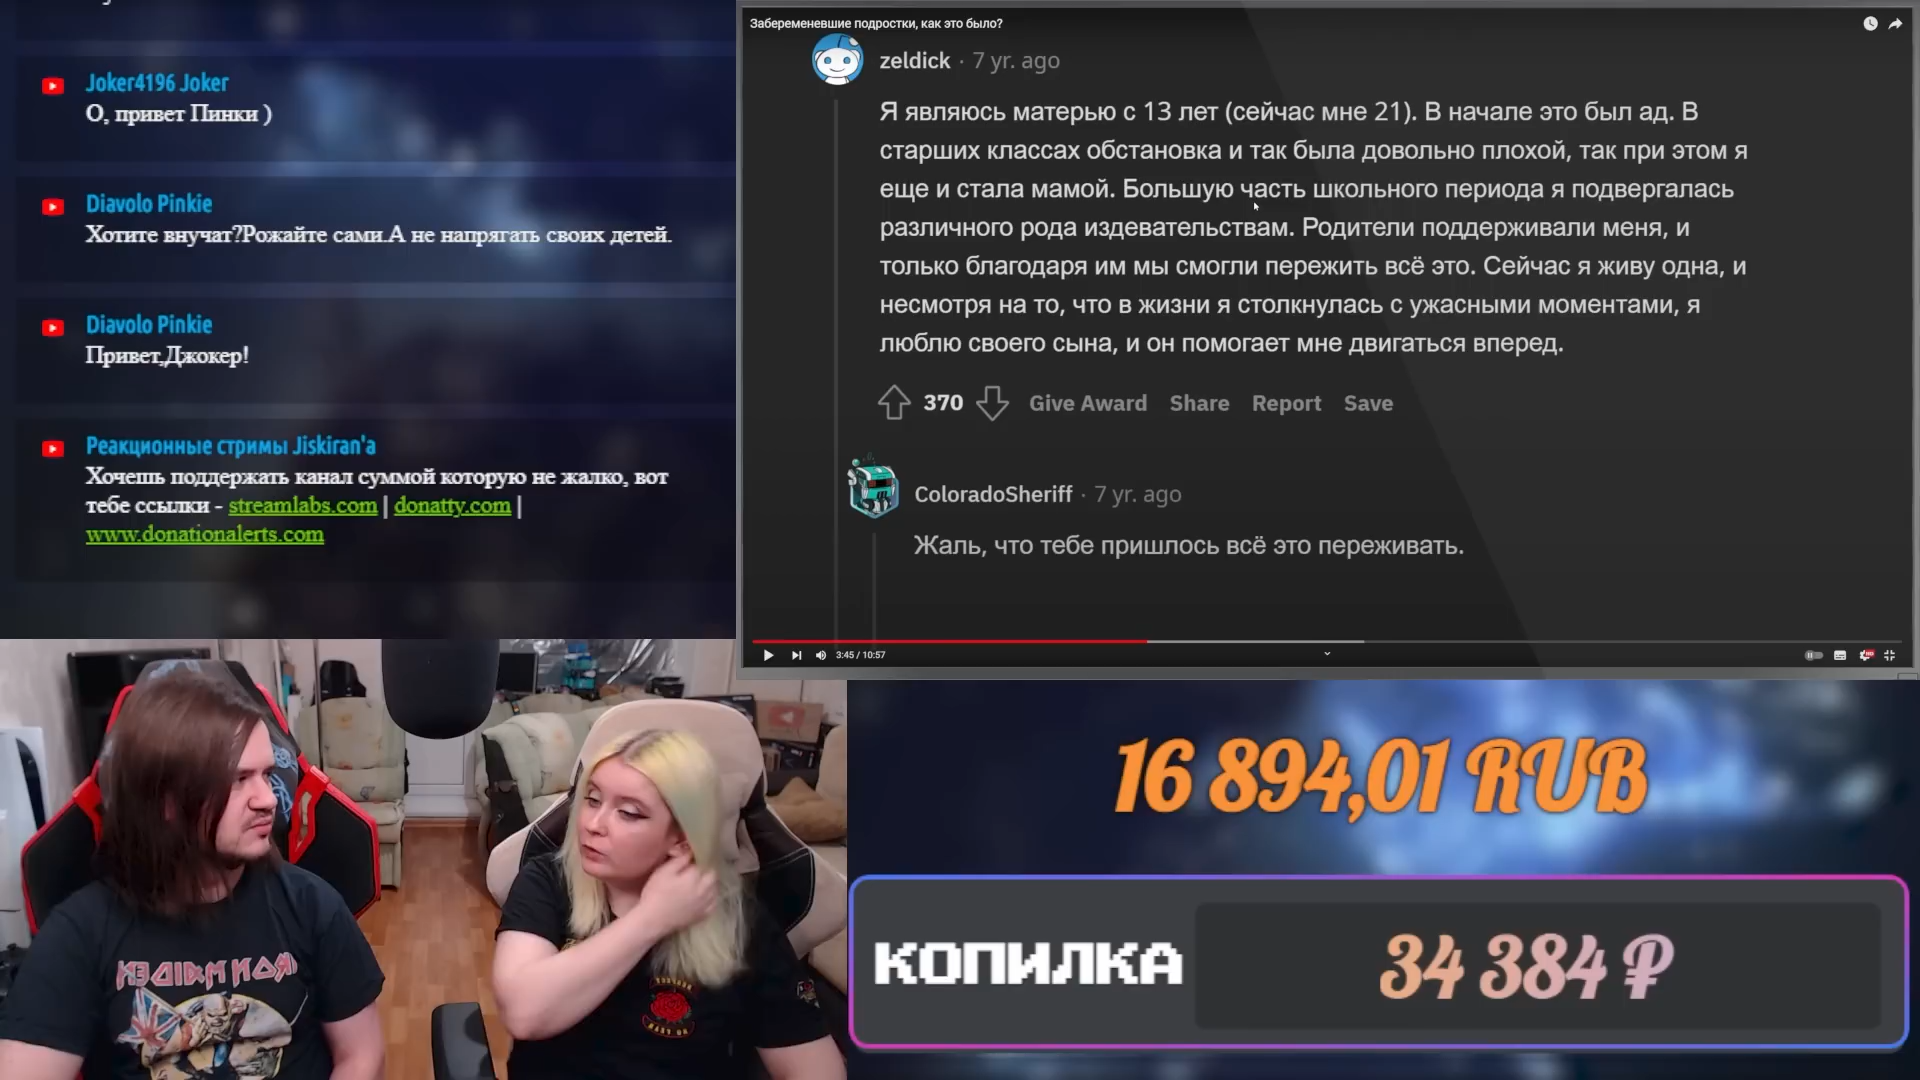 Joker4196 Joker
О, привет Пинки )
Diavolo Pinkie
Хотите внучат?Рожайте сами.А не напрягать своих детей.
Diavolo Pinkie
Привет,Джокер!
Реакционные стримы Jiskiran'a
Хочешь поддержать канал суммой которую не жалко, вот
тебе ссылки - streamlabs.com | donatty.com |
www.donationalerts.com
Забеременевшие подростки, как это было?
zeldick · 7 yr. ago
Я являюсь матерью с 13 лет (сейчас мне 21). В начале это был ад. В
старших классах обстановка и так была довольно плохой, так при этом я
еще и стала мамой. Большую часть школьного периода я подвергалась
различного рода издевательствам. Родители поддерживали меня, и
только благодаря им мы смогли пережить всё это. Сейчас я живу одна, и
несмотря на то, что в жизни я столкнулась с ужасными моментами, я
люблю своего сына, и он помогает мне двигаться вперед.
370 Give Award Share Report Save
ColoradoSheriff · 7 yr. ago
Жаль, что тебе пришлось всё это переживать.
3:45 / 10:57
16 894,01 RUB
КОПИЛКА
34 384 ₽
IRON MAIDEN